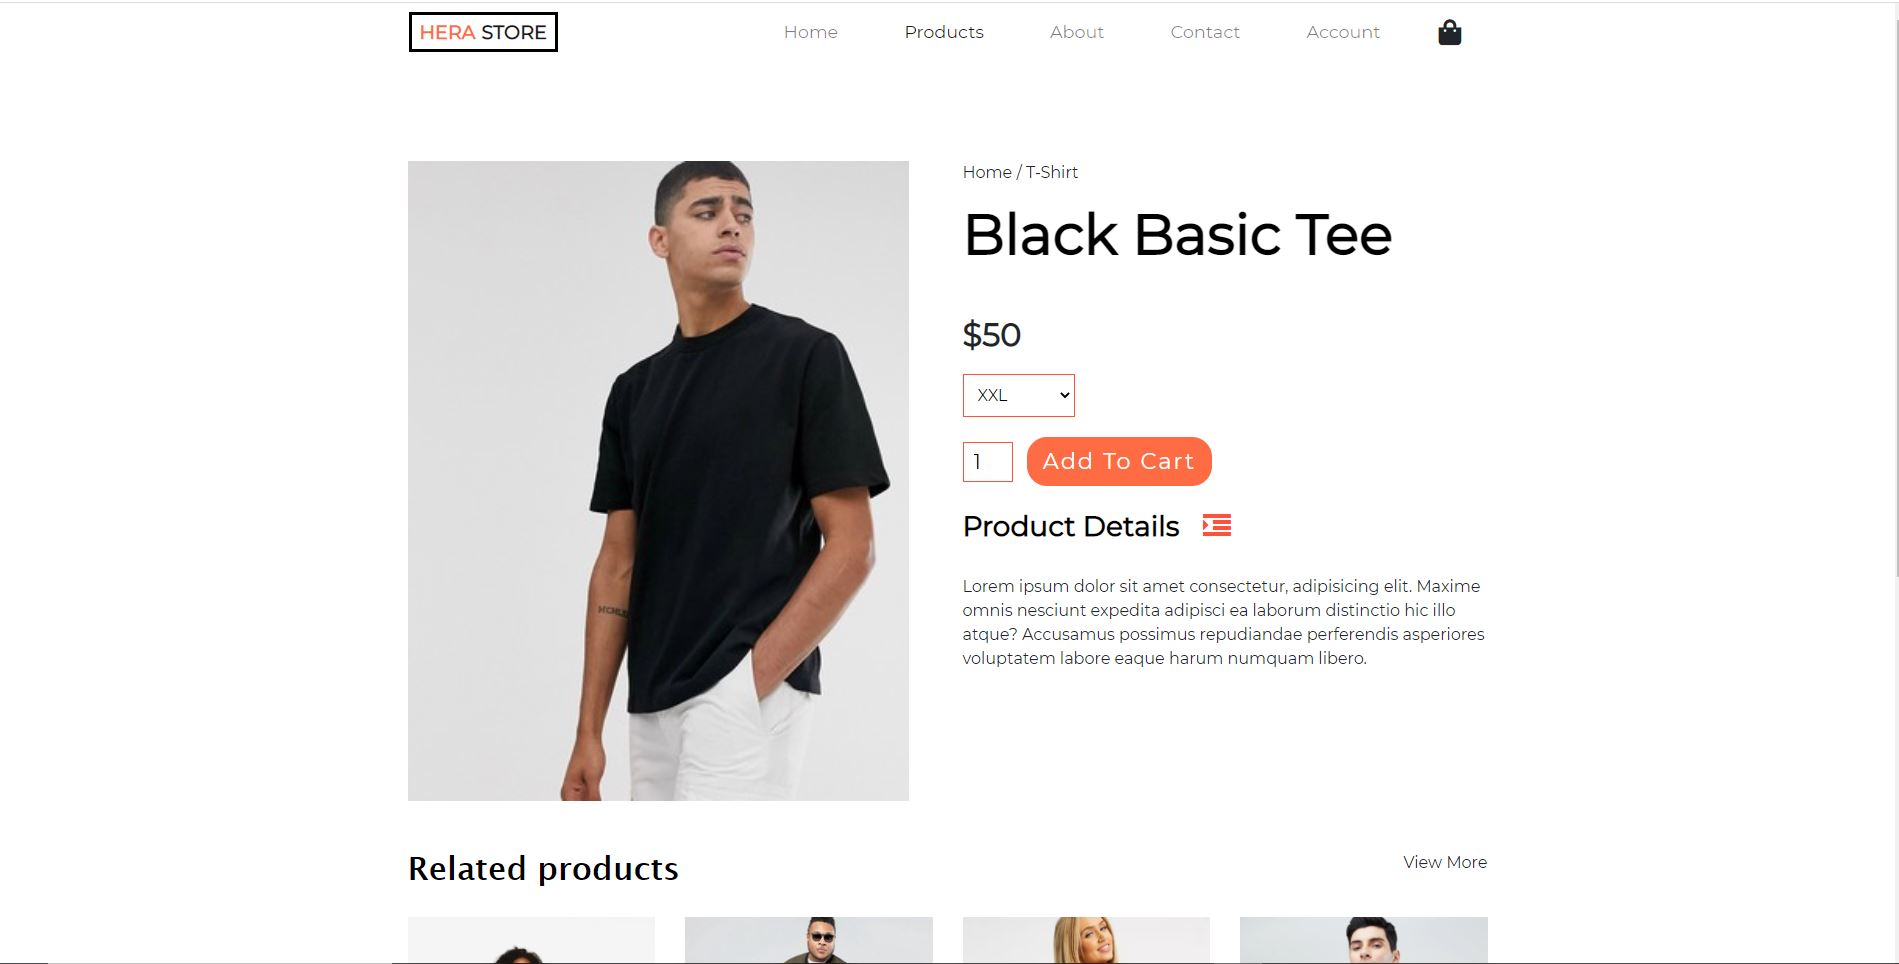 HERA STORE
Home Products About Contact Account
Home / T-Shirt
Black Basic Tee
$50
XXL
1 Add To Cart
Product Details
Lorem ipsum dolor sit amet consectetur, adipisicing elit. Maxime
omnis nesciunt expedita adipisci ea laborum distinctio hic illo
atque? Accusamus possimus repudiandae perferendis asperiores
voluptatem labore eaque harum numquam libero.
Related products
View More